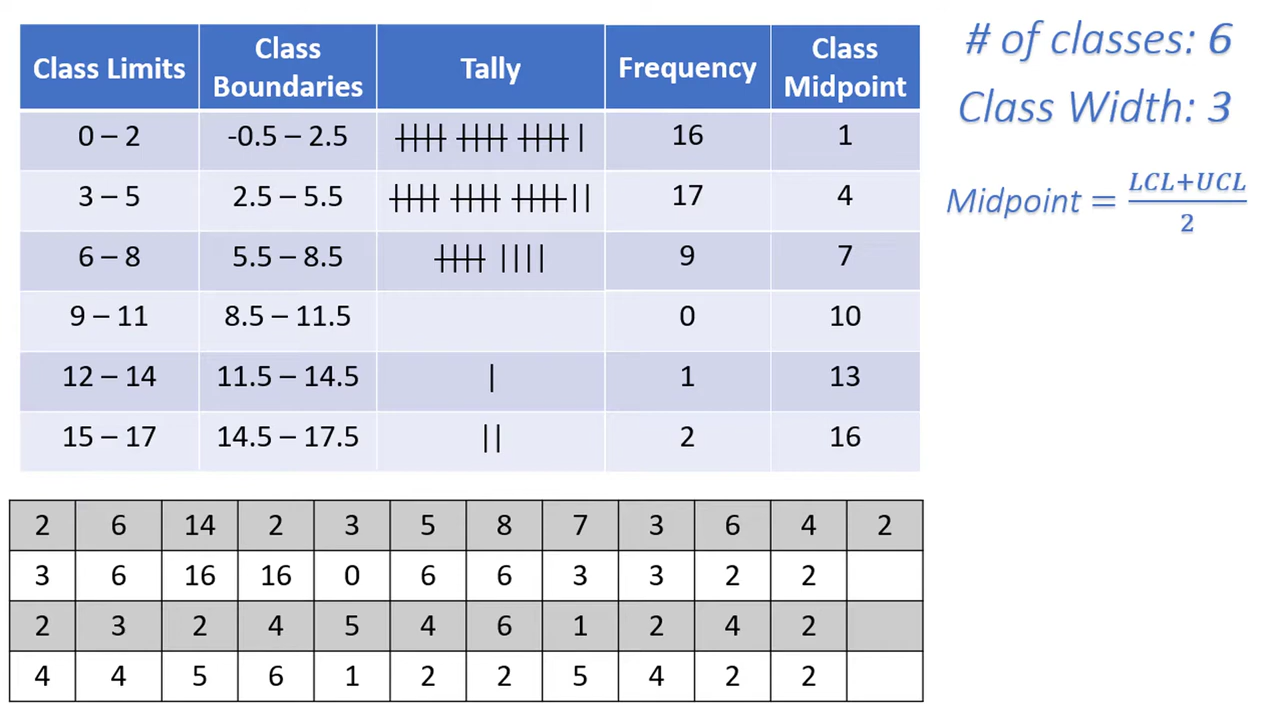 # of classes: 6
Class Width: 3
Midpoint = LCL+UCL / 2
Class Limits Class Boundaries Tally Frequency Class Midpoint
0 – 2 -0.5 – 2.5 16 1
3 – 5 2.5 – 5.5 17 4
6 – 8 5.5 – 8.5 9 7
9 – 11 8.5 – 11.5 0 10
12 – 14 11.5 – 14.5 | 1 13
15 – 17 14.5 – 17.5 || 2 16
2 6 14 2 3 5 8 7 3 6 4 2
3 6 16 16 0 6 6 3 3 2 2
2 3 2 4 5 4 6 1 2 4 2
4 4 5 6 1 2 2 5 4 2 2